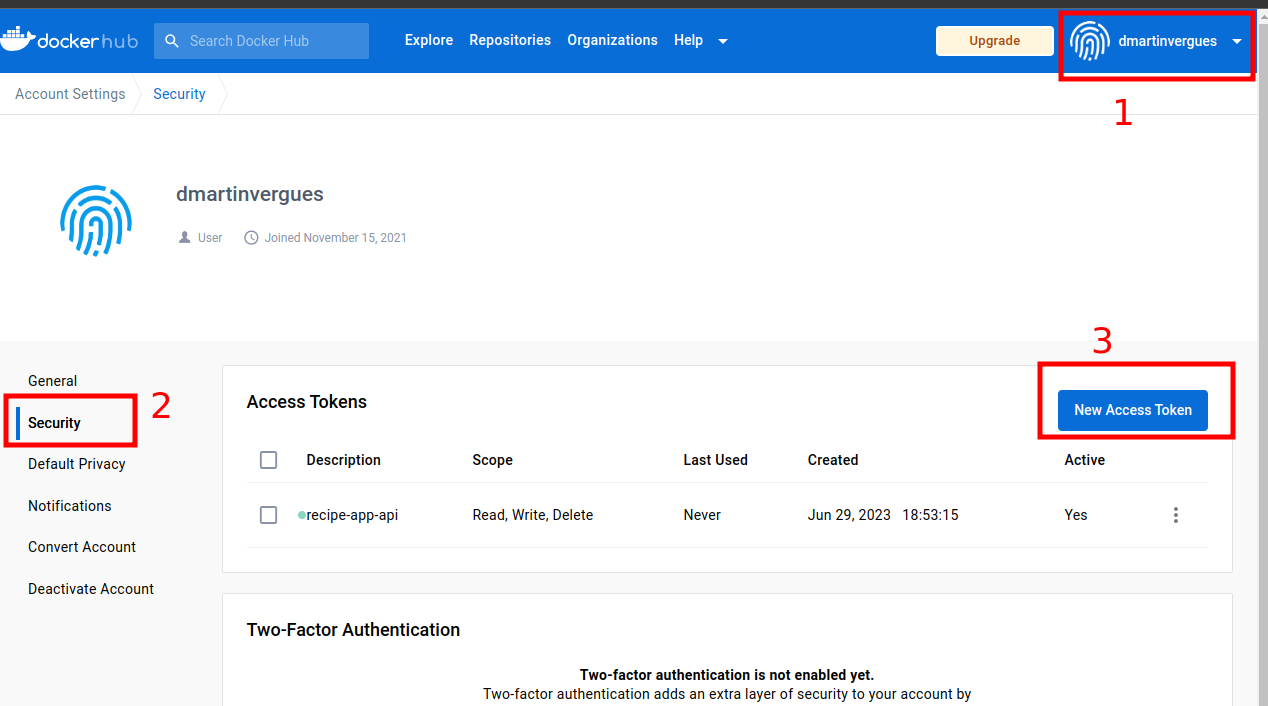 dockerhub Search Docker Hub Explore Repositories Organizations Help Upgrade dmartinvergues
Account Settings Security
1
dmartinvergues
User Joined November 15, 2021
3
General
2
Security
Default Privacy
Notifications
Convert Account
Deactivate Account
Access Tokens New Access Token
Description Scope Last Used Created Active
recipe-app-api Read, Write, Delete Never Jun 29, 2023 18:53:15 Yes
Two-Factor Authentication
Two-factor authentication is not enabled yet.
Two-factor authentication adds an extra layer of security to your account by